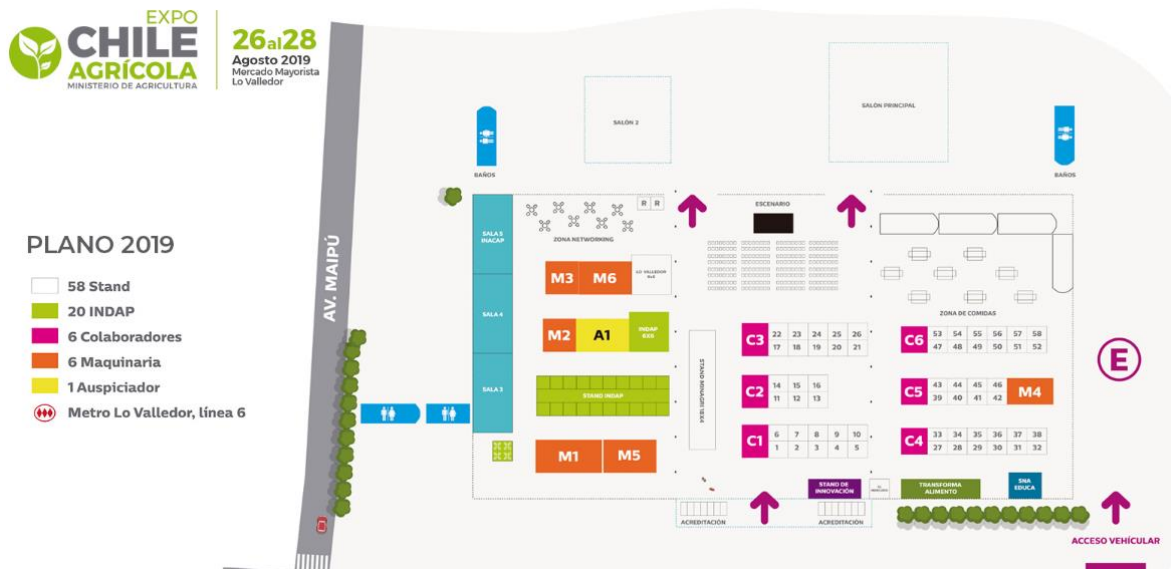 EXPO
CHILE
AGRÍCOLA
MINISTERIO DE AGRICULTURA
26al28
Agosto 2019
Mercado Mayorista
Lo Valledor
PLANO 2019
58 Stand
20 INDAP
6 Colaboradores
6 Maquinaria
1 Auspiciador
Metro Lo Valledor, línea 6
AV. MAIPÚ
SALÓN 2
SALÓN PRINCIPAL
BAÑOS
BAÑOS
SALA 5
INACAP
SALA 4
SALA 3
R R
ZONA NETWORKING
ESCENARIO
ZONA DE COMIDAS
M3 M6
LO VALLEDOR
M2 A1
INDAP
6X6
STAND INDAP
M1 M5
STAND MINAGRI 18X4
C3 22 23 24 25 26
17 18 19 20 21
C2 14 15 16
11 12 13
C1 6 7 8 9 10
1 2 3 4 5
C6 53 54 55 56 57 58
47 48 49 50 51 52
C5 43 44 45 46 M4
39 40 41 42
C4 33 34 35 36 37 38
27 28 29 30 31 32
E
STAND DE
INNOVACIÓN
TRANSFORMA
ALIMENTO
SNA
EDUCA
ACREDITACIÓN
ACREDITACIÓN
ACCESO VEHÍCULAR